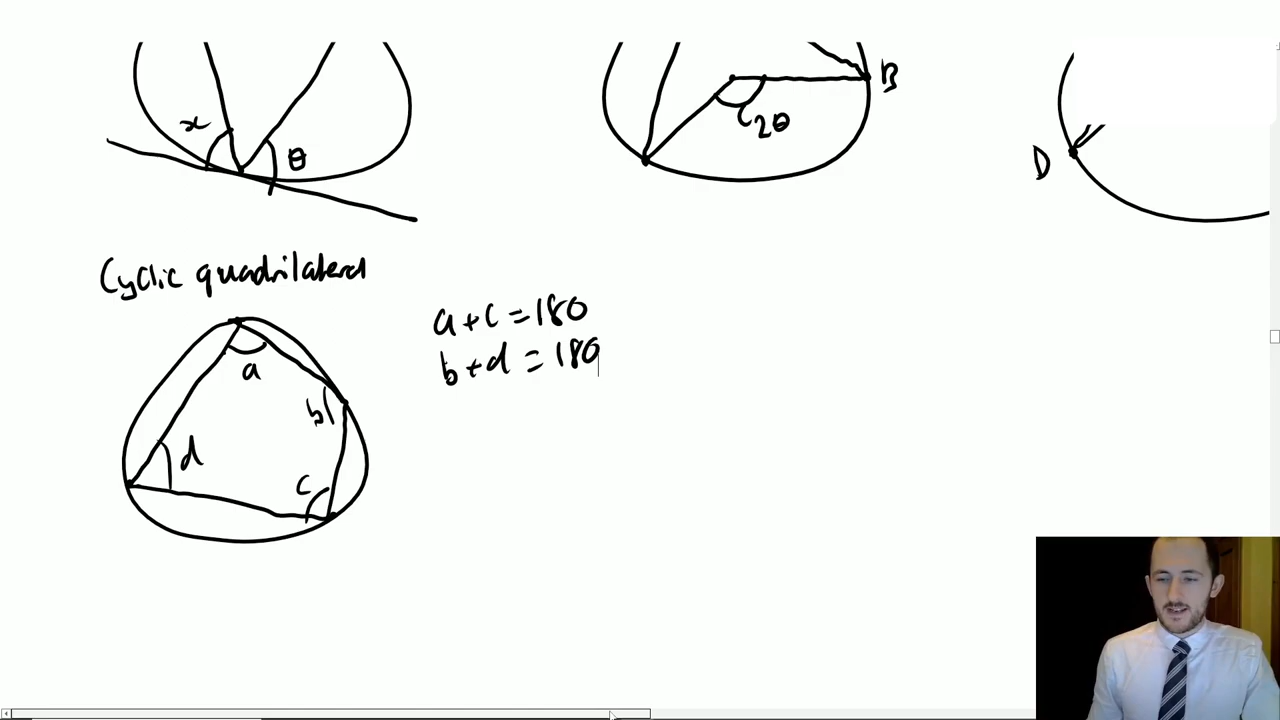 x
θ
2θ
B
D
Cyclic quadrilateral
a+c=180
b+d=180
a
b
c
d